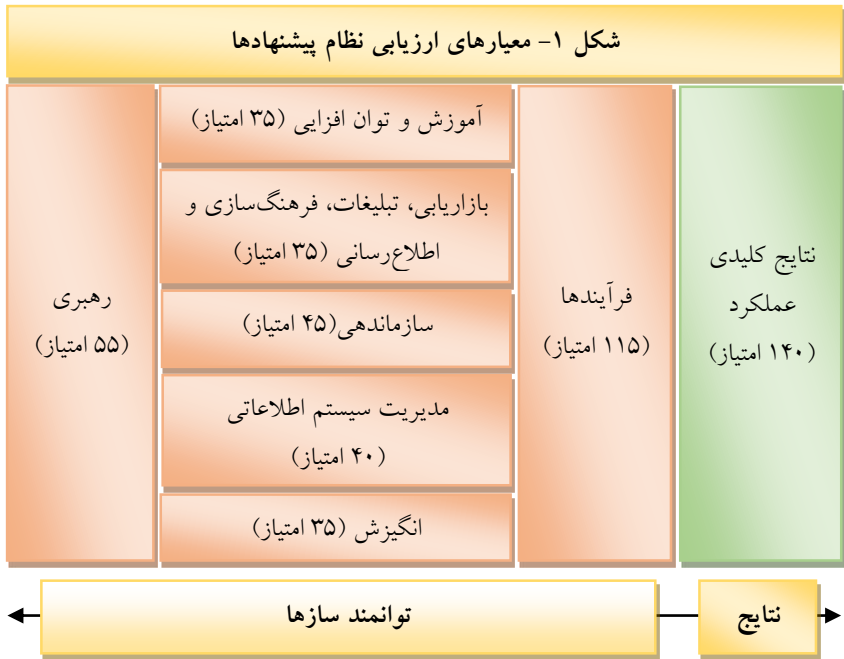 شکل ۱- معیارهای ارزیابی نظام پیشنهادها
نتایج کلیدی
عملکرد
(۱۴۰ امتیاز)
فرآیندها
(۱۱۵ امتیاز)
آموزش و توان افزایی (۳۵ امتیاز)
بازاریابی، تبلیغات، فرهنگ‌سازی و
اطلاع‌رسانی (۳۵ امتیاز)
سازماندهی(۴۵ امتیاز)
مدیریت سیستم اطلاعاتی
(۴۰ امتیاز)
انگیزش (۳۵ امتیاز)
رهبری
(۵۵ امتیاز)
نتایج
توانمند سازها